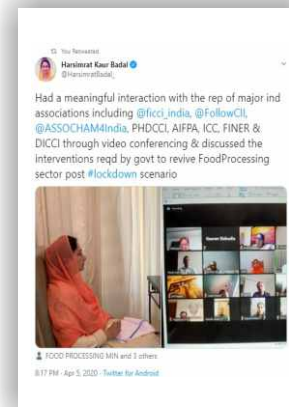 You Retweeted
Harsimrat Kaur Badal
@HarsimratBadal_
Had a meaningful interaction with the rep of major ind
associations including @ficci_india, @FollowCII,
@ASSOCHAM4India, PHDCCI, AIFPA, ICC, FINER &
DICCI through video conferencing & discussed the
interventions reqd by govt to revive FoodProcessing
sector post #lockdown scenario
FOOD PROCESSING MIN and 3 others
8:17 PM · Apr 5, 2020 · Twitter for Android